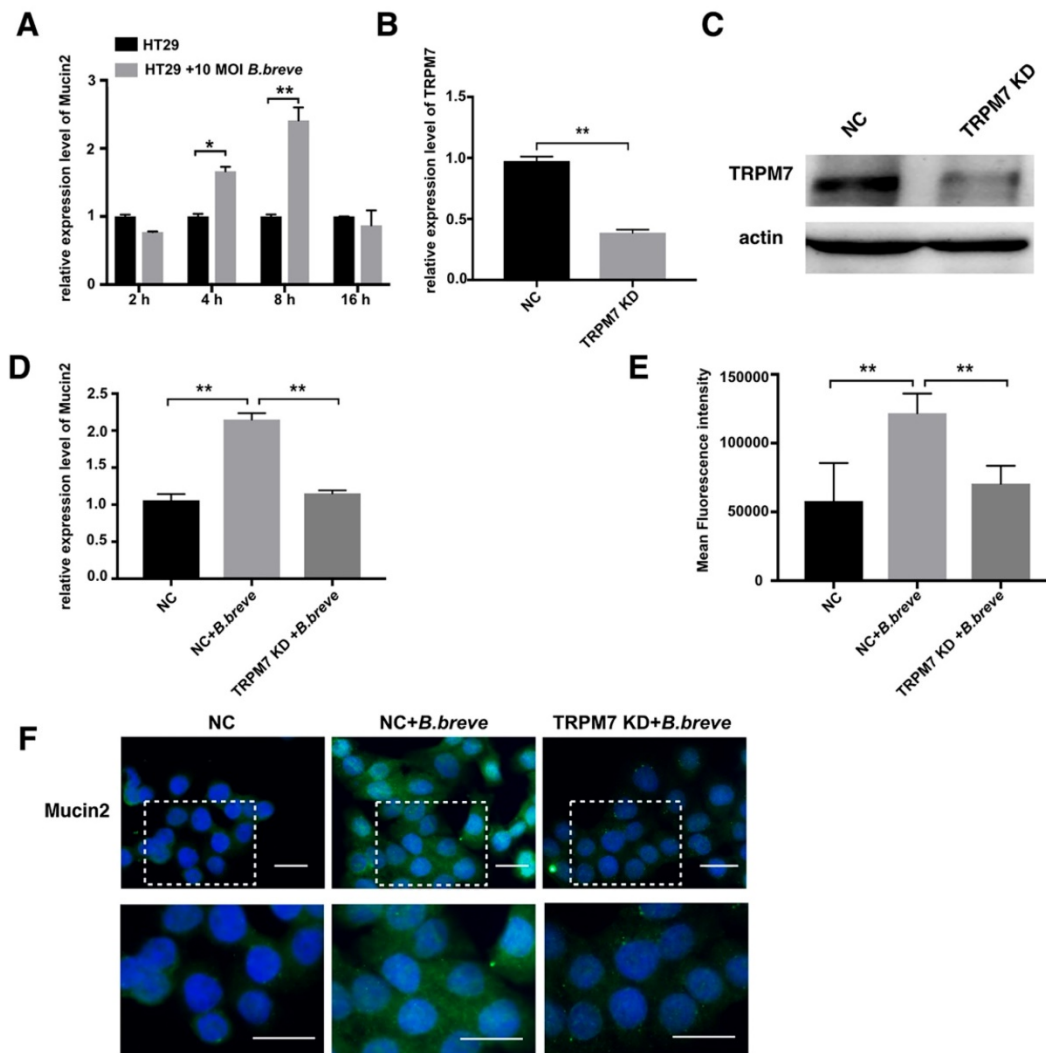 A
HT29
HT29 +10 MOI B.breve
relative expression level of Mucin2
3
2
1
0
**
*
2 h
4 h
8 h
16 h
B
relative expression level of TRPM7
1.5
1.0
0.5
0.0
**
NC
TRPM7 KD
C
NC
TRPM7 KD
TRPM7
actin
D
relative expression level of Mucin2
2.5
2.0
1.5
1.0
0.5
0.0
**
**
NC
NC+B.breve
TRPM7 KD +B.breve
E
Mean Fluorescence intensity
150000
100000
50000
0
**
**
NC
NC+B.breve
TRPM7 KD +B.breve
F
NC
NC+B.breve
TRPM7 KD+B.breve
Mucin2